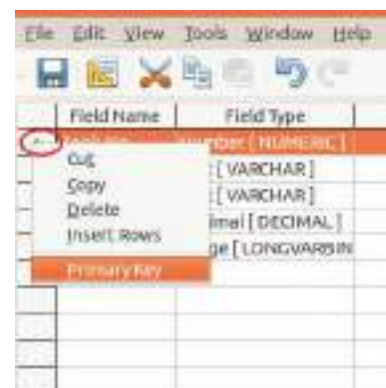 File Edit View Tools Window Help
Field Name Field Type
Number [ NUMERIC ]
Cut [ VARCHAR ]
Copy [ VARCHAR ]
Delete imal [ DECIMAL ]
Insert Rows ge [ LONGVARBIN
Primary Key